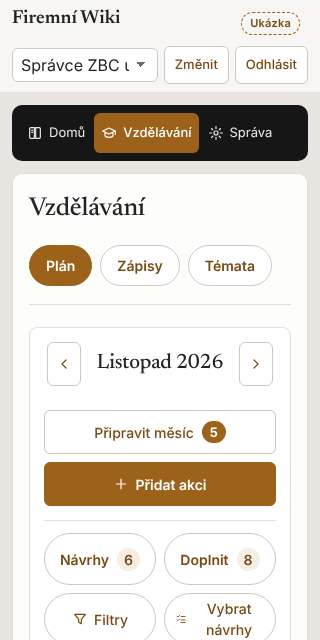 Firemní Wiki
Ukázka
Správce ZBC
Změnit
Odhlásit
Domů
Vzdělávání
Správa
Vzdělávání
Plán
Zápisy
Témata
Listopad 2026
Připravit měsíc 5
+ Přidat akci
Návrhy 6
Doplnit 8
Filtry
Vybrat
návrhy